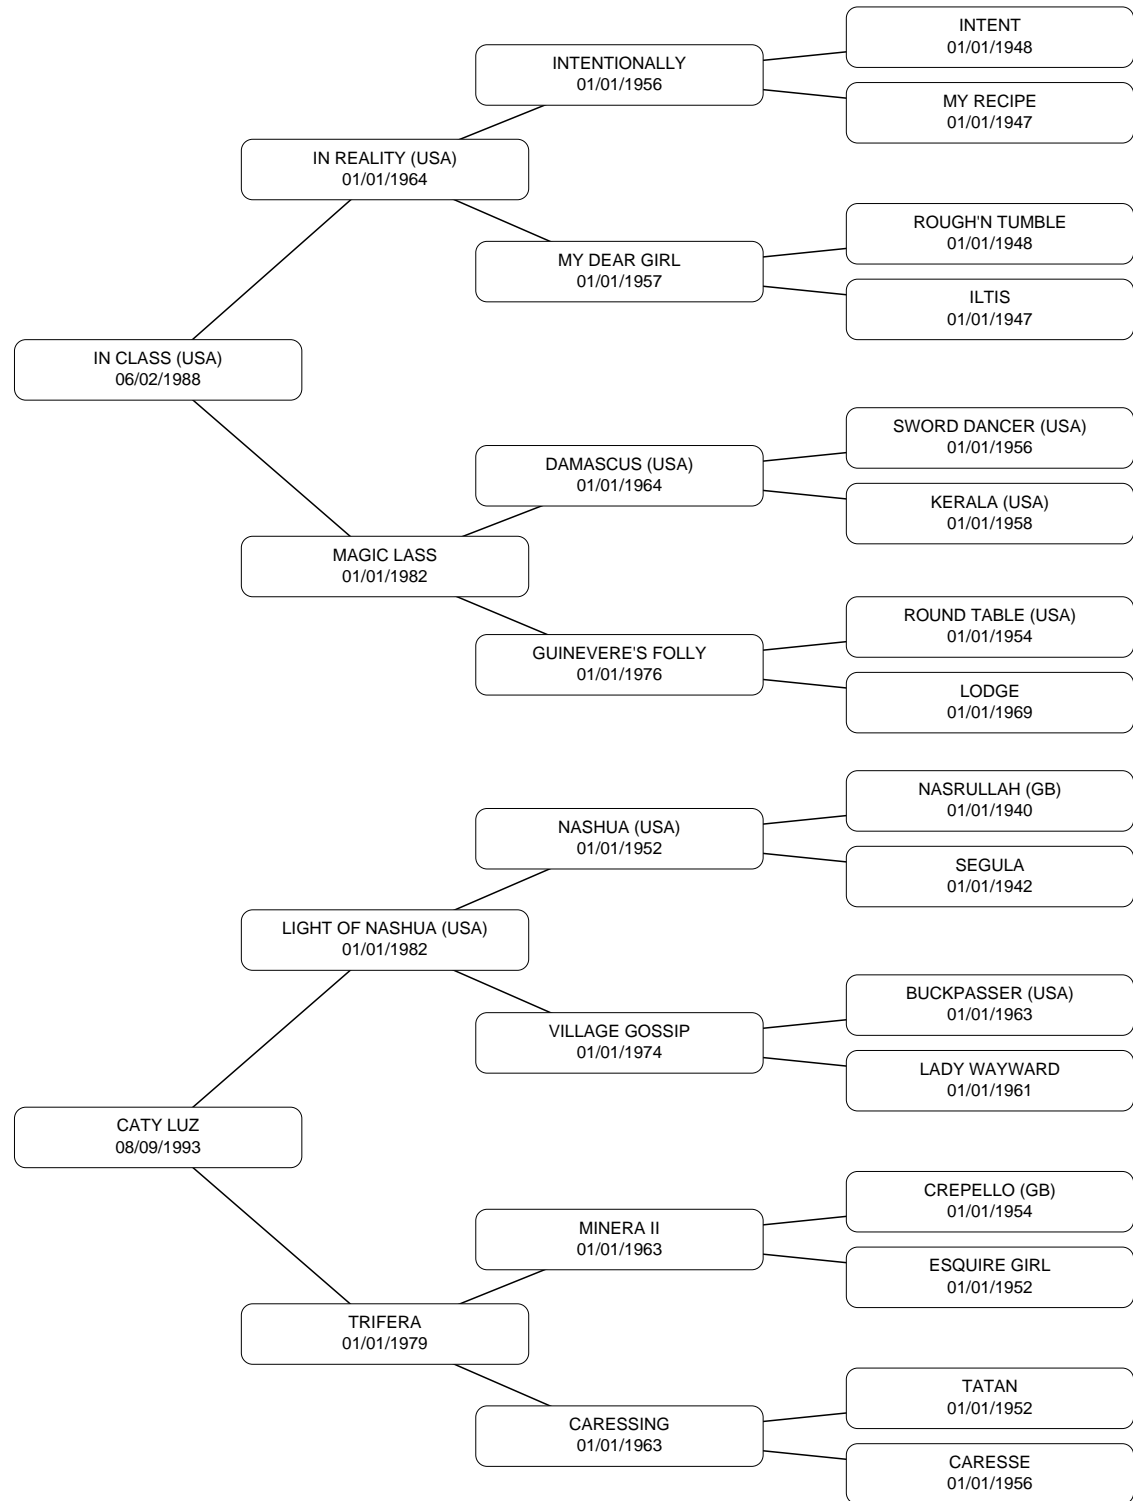 INTENT
01/01/1948
INTENTIONALLY
01/01/1956
MY RECIPE
01/01/1947
IN REALITY (USA)
01/01/1964
ROUGH'N TUMBLE
01/01/1948
MY DEAR GIRL
01/01/1957
ILTIS
01/01/1947
IN CLASS (USA)
06/02/1988
SWORD DANCER (USA)
01/01/1956
DAMASCUS (USA)
01/01/1964
KERALA (USA)
01/01/1958
MAGIC LASS
01/01/1982
ROUND TABLE (USA)
01/01/1954
GUINEVERE'S FOLLY
01/01/1976
LODGE
01/01/1969
NASRULLAH (GB)
01/01/1940
NASHUA (USA)
01/01/1952
SEGULA
01/01/1942
LIGHT OF NASHUA (USA)
01/01/1982
BUCKPASSER (USA)
01/01/1963
VILLAGE GOSSIP
01/01/1974
LADY WAYWARD
01/01/1961
CATY LUZ
08/09/1993
CREPELLO (GB)
01/01/1954
MINERA II
01/01/1963
ESQUIRE GIRL
01/01/1952
TRIFERA
01/01/1979
TATAN
01/01/1952
CARESSING
01/01/1963
CARESSE
01/01/1956